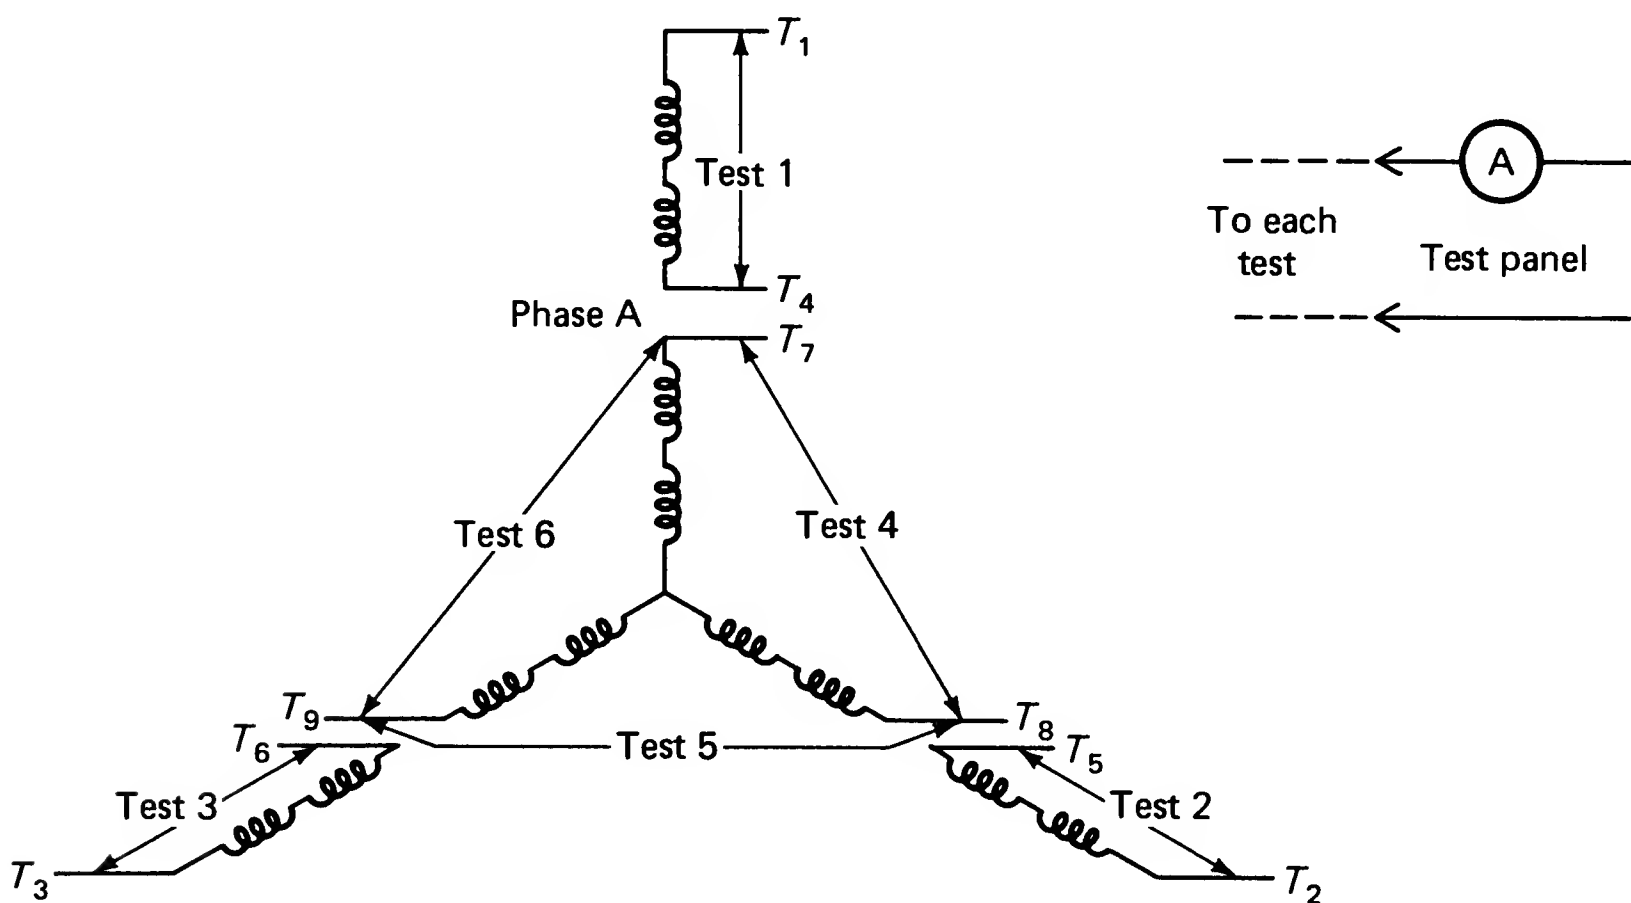 T1
Test 1
T4
Phase A
T7
A
To each
test
Test panel
Test 6
Test 4
T9
T8
T6
Test 5
T5
Test 3
Test 2
T3
T2